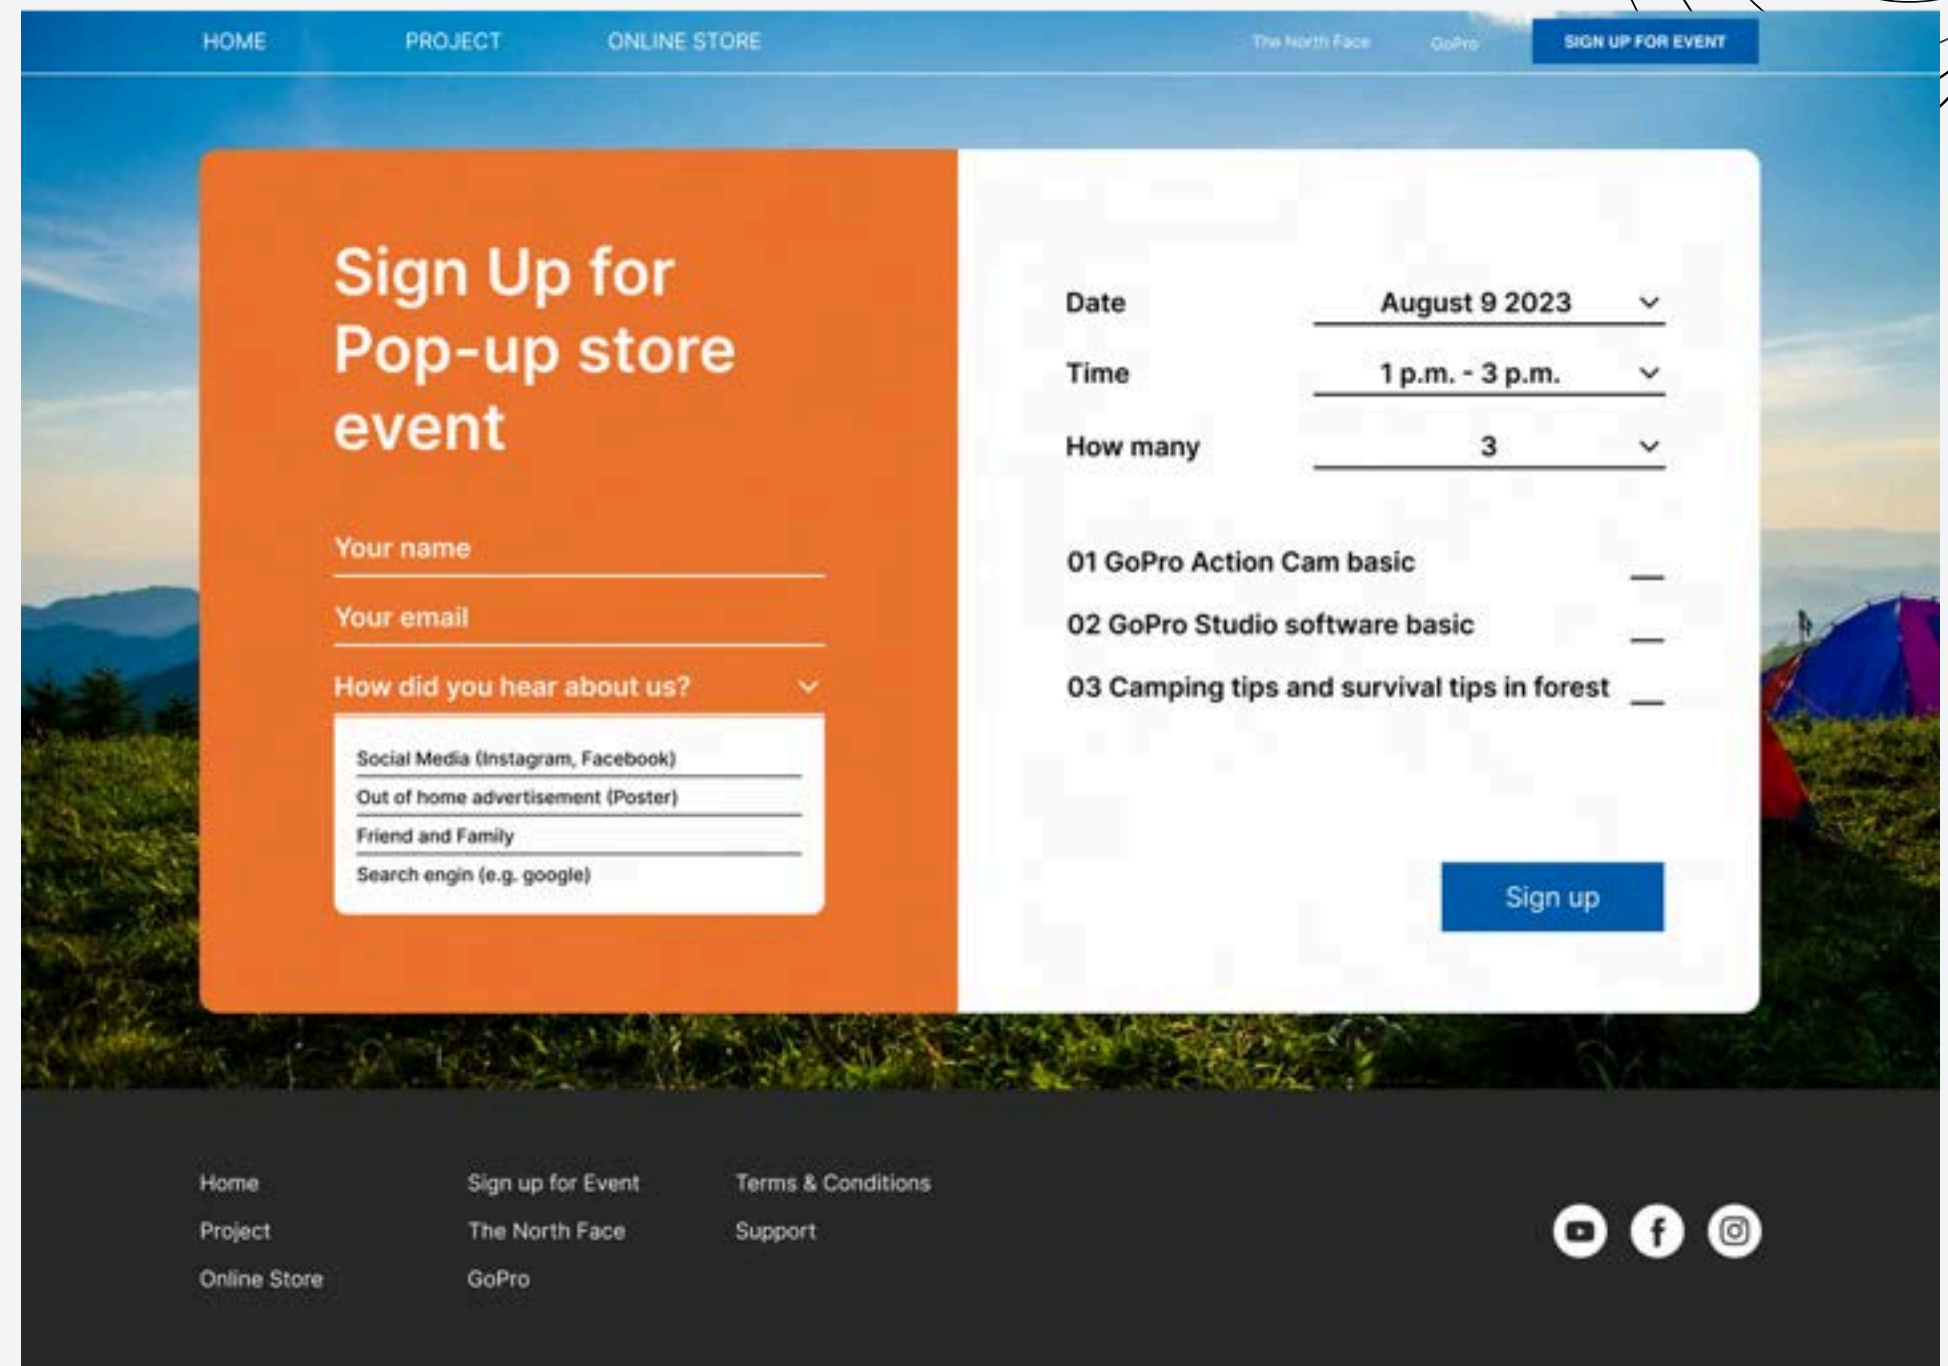 HOME
PROJECT
ONLINE STORE
The North Face
GoPro
SIGN UP FOR EVENT
Sign Up for
Pop-up store
event
Your name
Your email
How did you hear about us?
Social Media (Instagram, Facebook)
Out of home advertisement (Poster)
Friend and Family
Search engin (e.g. google)
Date
August 9 2023
Time
1 p.m. - 3 p.m.
How many
3
01 GoPro Action Cam basic
02 GoPro Studio software basic
03 Camping tips and survival tips in forest
Sign up
Home
Project
Online Store
Sign up for Event
The North Face
GoPro
Terms & Conditions
Support